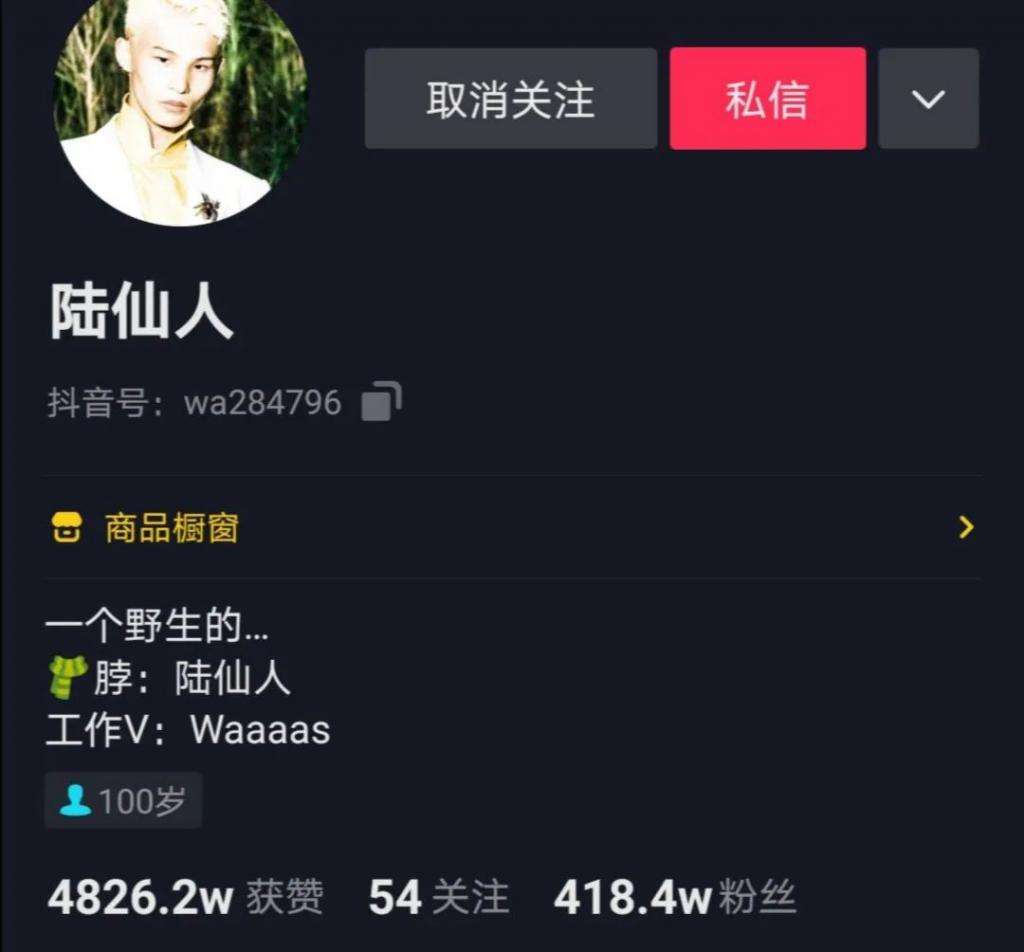 取消关注 私信
陆仙人
抖音号：wa284796
商品橱窗
一个野生的...
脖：陆仙人
工作V：Waaaas
100岁
4826.2w 获赞 54 关注 418.4w 粉丝